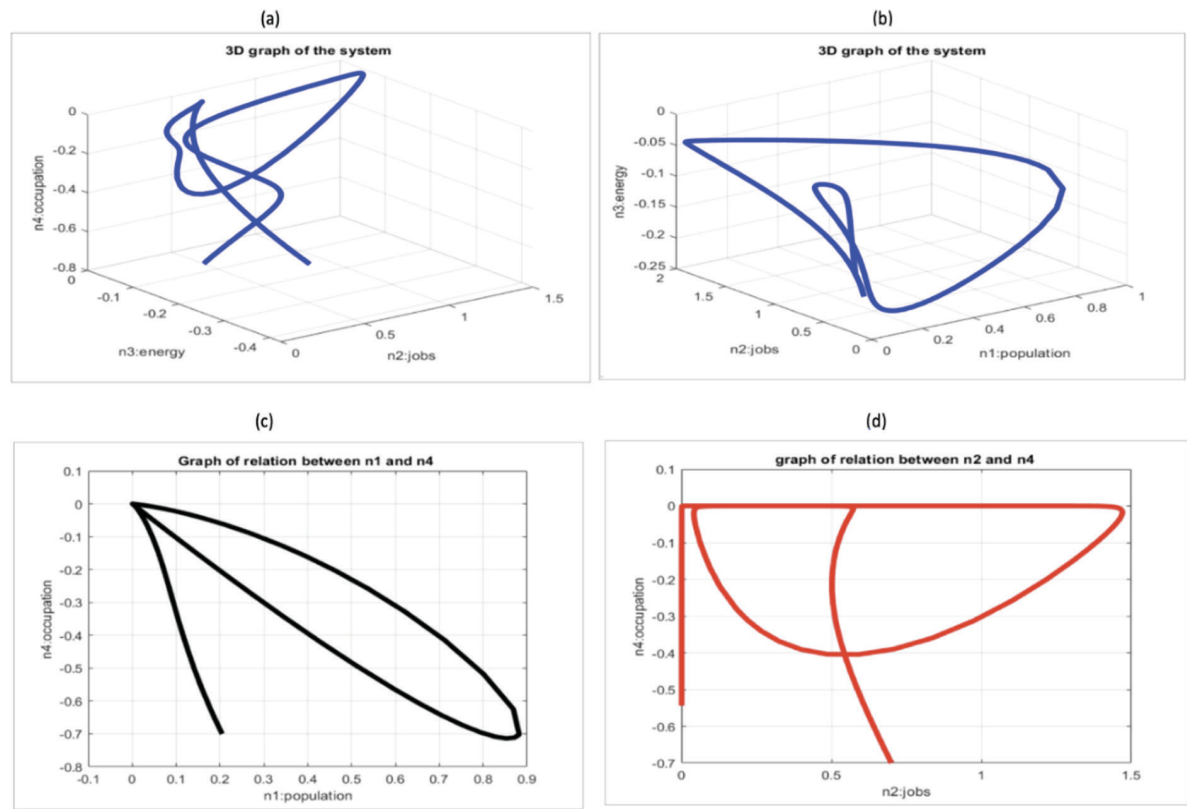 (a)
3D graph of the system
0
-0.2
-0.4
-0.6
-0.8
n4:occupation
0
-0.1
-0.2
-0.3
-0.4
n3:energy
0
0.5
1
1.5
n2:jobs
(b)
3D graph of the system
0
-0.05
-0.1
-0.15
-0.2
-0.25
n3:energy
2
1.5
1
0.5
0
n2:jobs
0
0.2
0.4
0.6
0.8
1
n1:population
(c)
Graph of relation between n1 and n4
0.1
0
-0.1
-0.2
-0.3
-0.4
-0.5
-0.6
-0.7
-0.8
n4:occupation
-0.1 0 0.1 0.2 0.3 0.4 0.5 0.6 0.7 0.8 0.9
n1:population
(d)
graph of relation between n2 and n4
0.1
0
-0.1
-0.2
-0.3
-0.4
-0.5
-0.6
-0.7
n4:occupation
0 0.5 1 1.5
n2:jobs